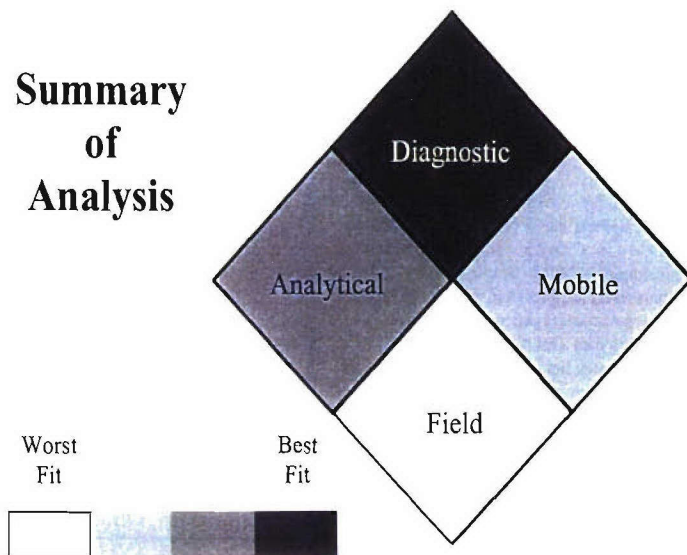 Summary
of
Analysis
Diagnostic
Analytical
Mobile
Field
Worst
Fit
Best
Fit